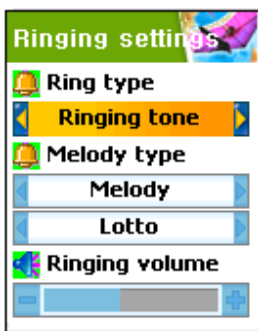 Ringing settings
Ring type
Ringing tone
Melody type
Melody
Lotto
Ringing volume